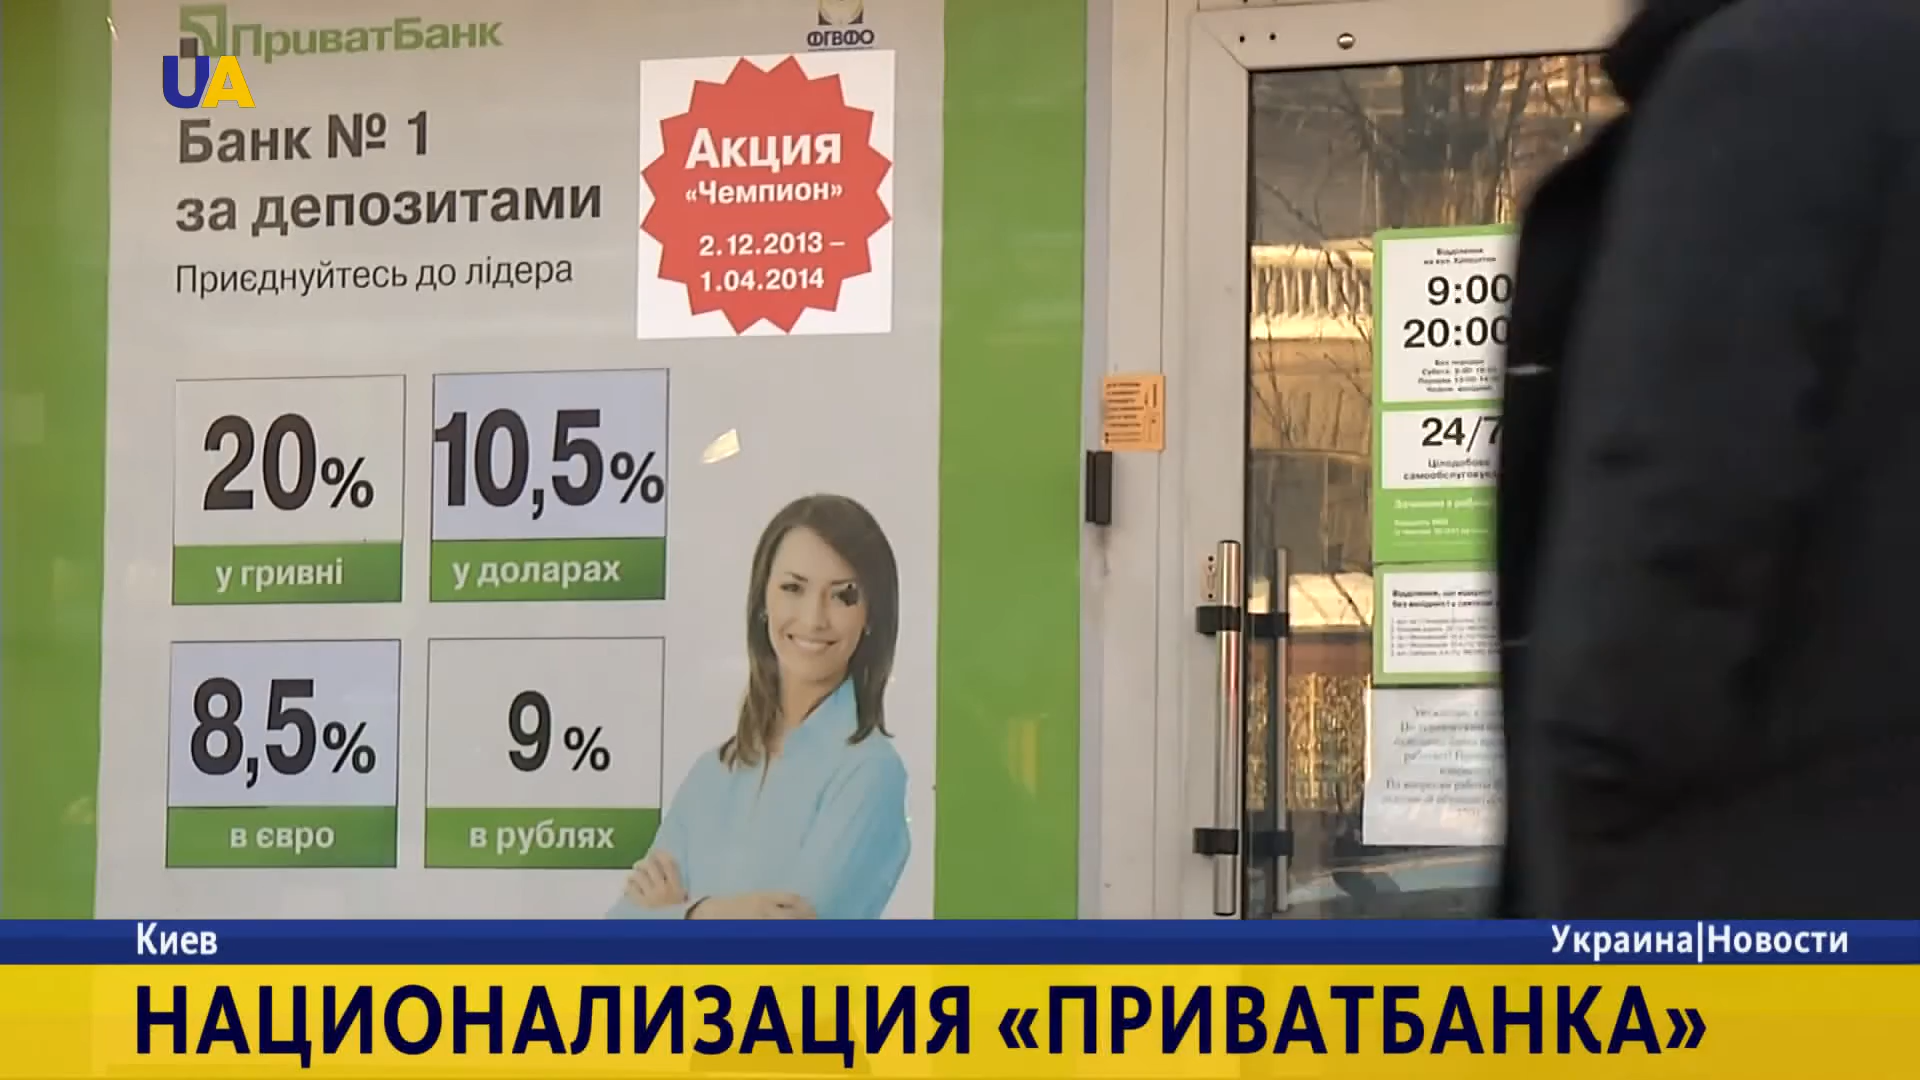 ПриватБанк
ФГВФО
UA
Банк № 1
за депозитами
Приєднуйтесь до лідера
Акция
«Чемпион»
2.12.2013 –
1.04.2014
20%
у гривні
10,5%
у доларах
8,5%
в євро
9%
в рублях
Відділення
9:00
20:00
24/7
Цілодобове
Киев
Украина|Новости
НАЦИОНАЛИЗАЦИЯ «ПРИВАТБАНКА»